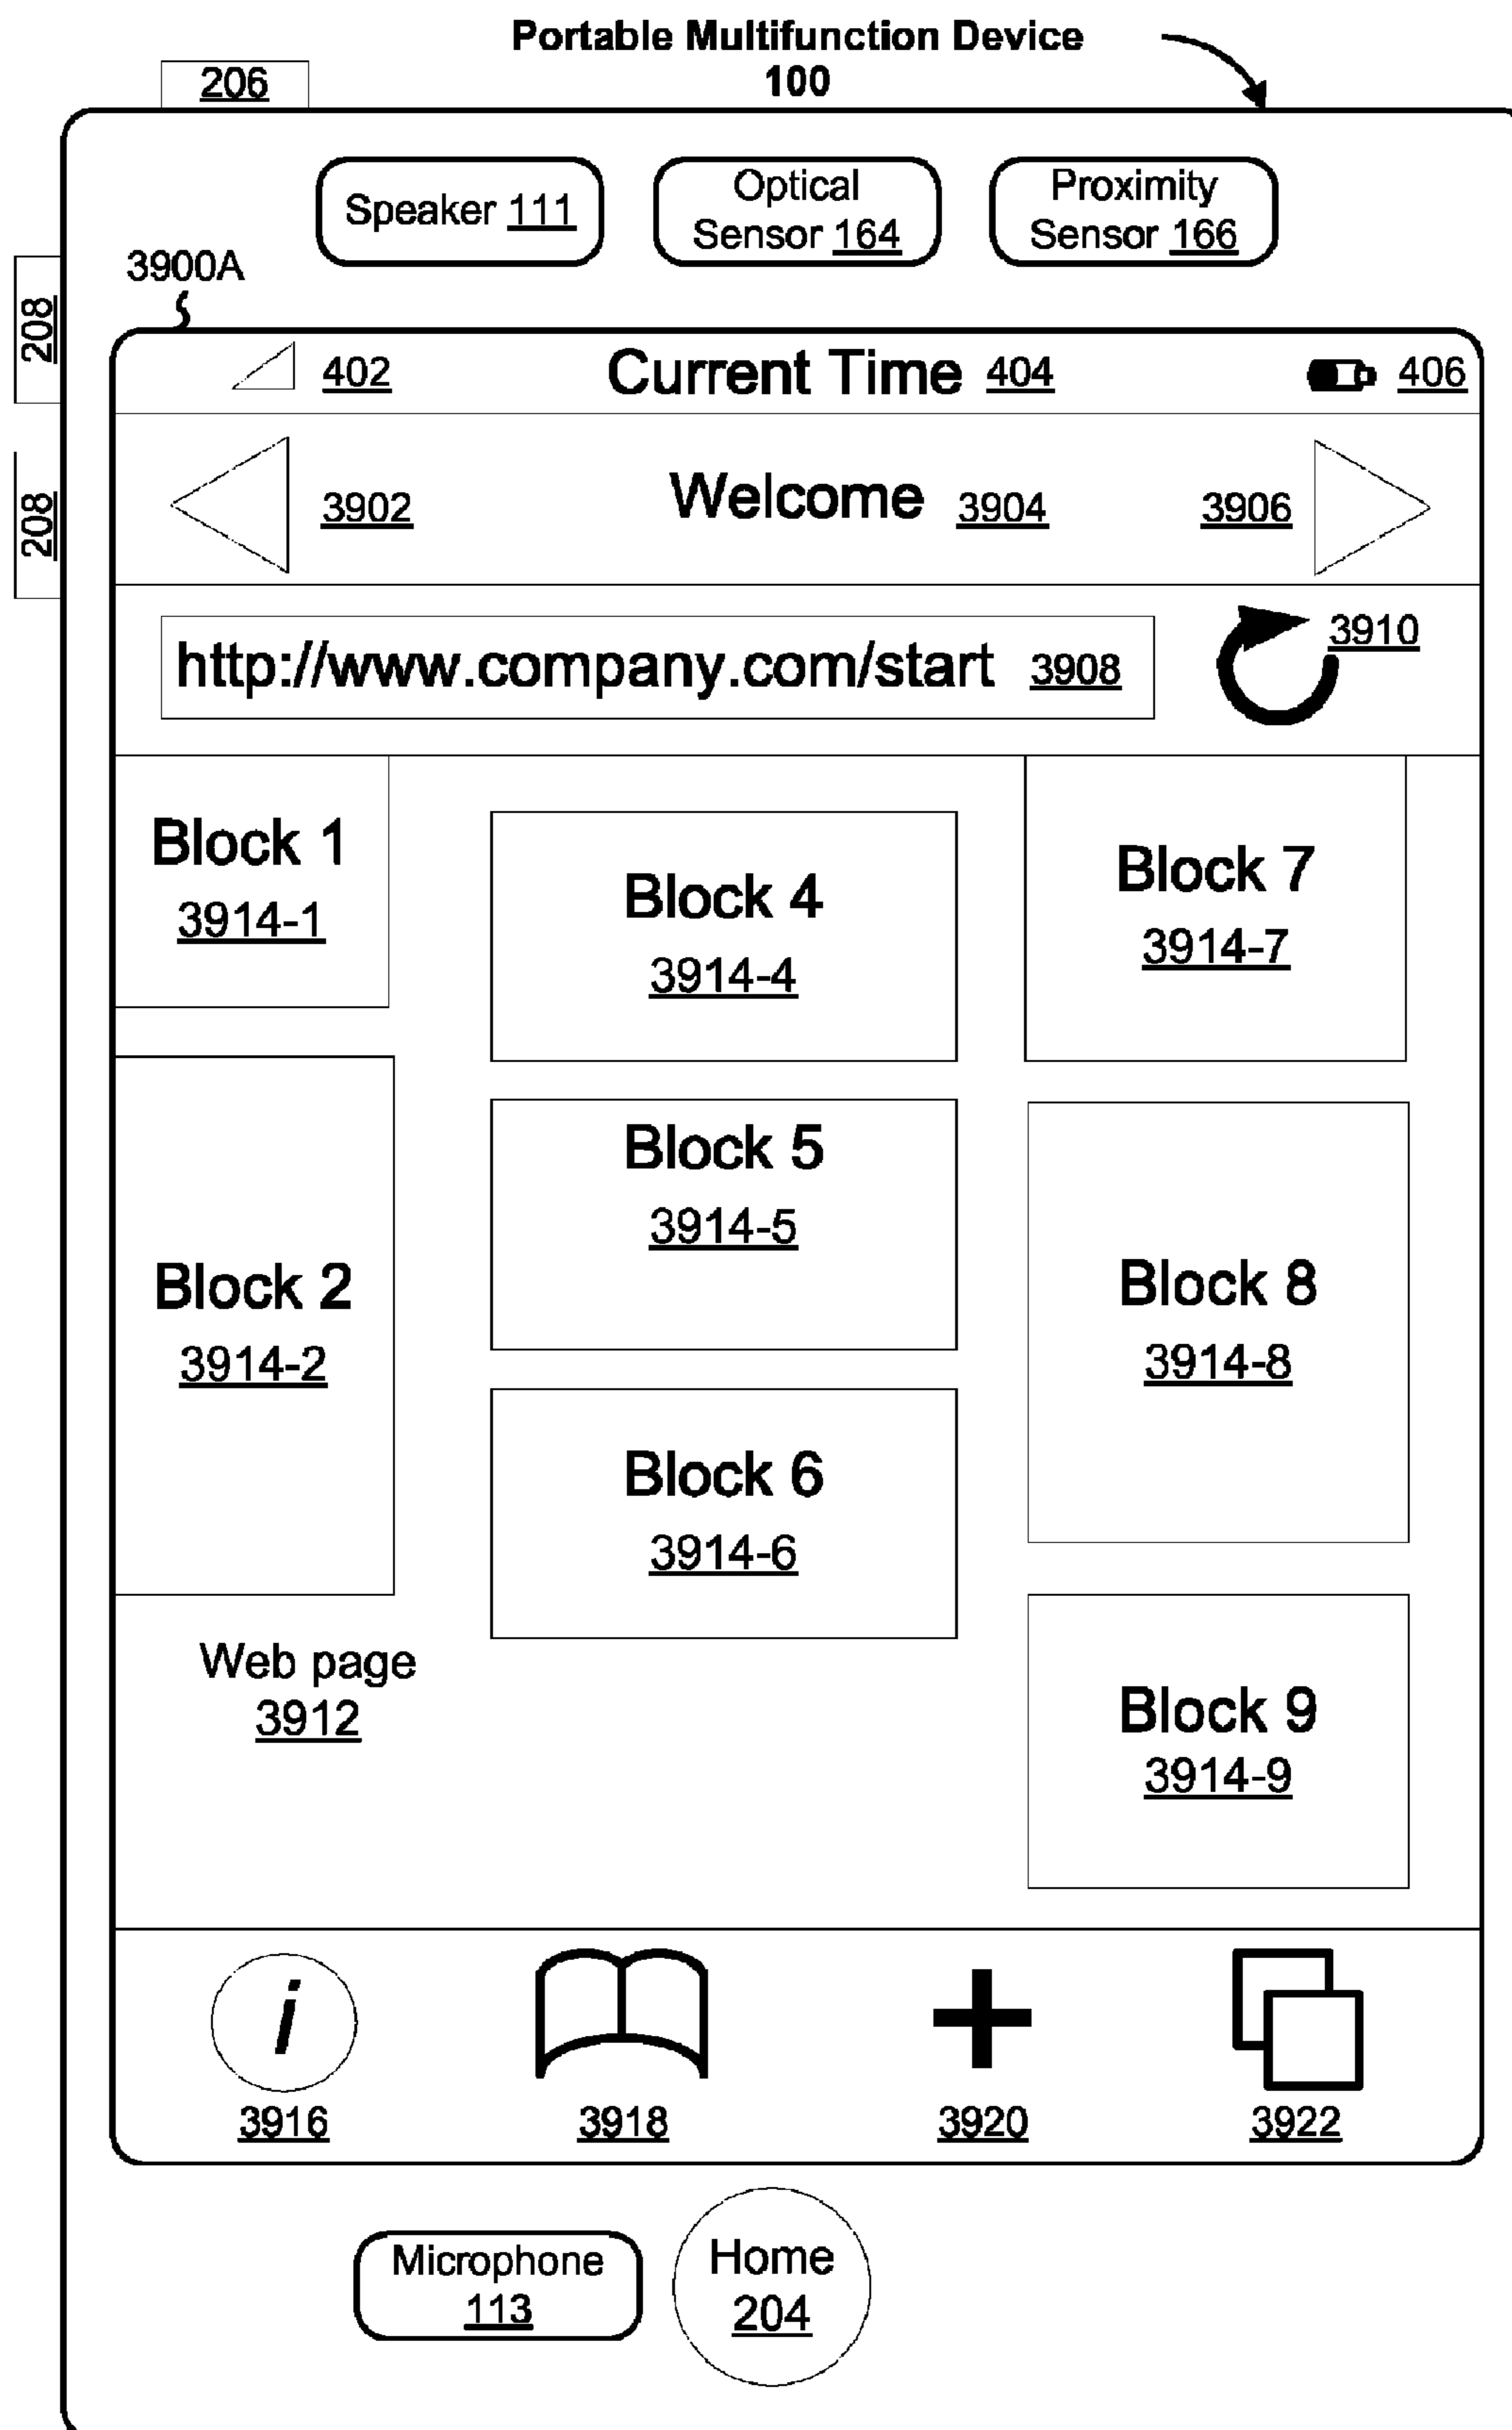 Portable Multifunction Device
100
206
Speaker 111
Optical
Sensor 164
Proximity
Sensor 166
3900A
208
208
402
Current Time 404
406
3902
Welcome 3904
3906
http://www.company.com/start 3908
3910
Block 1
3914-1
Block 4
3914-4
Block 7
3914-7
Block 2
3914-2
Block 5
3914-5
Block 8
3914-8
Block 6
3914-6
Web page
3912
Block 9
3914-9
i
3916
3918
3920
3922
Microphone
113
Home
204